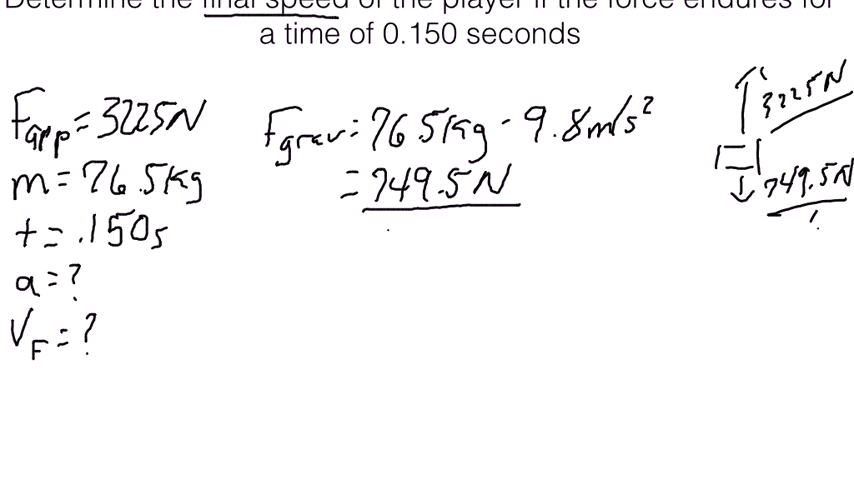 Determine the final speed of the player if the force endures for
a time of 0.150 seconds
Fapp = 3225N
m = 76.5kg
t = .150s
a = ?
VF = ?
Fgrav = 76.5kg · 9.8m/s²
= 749.5N
3225N
749.5N